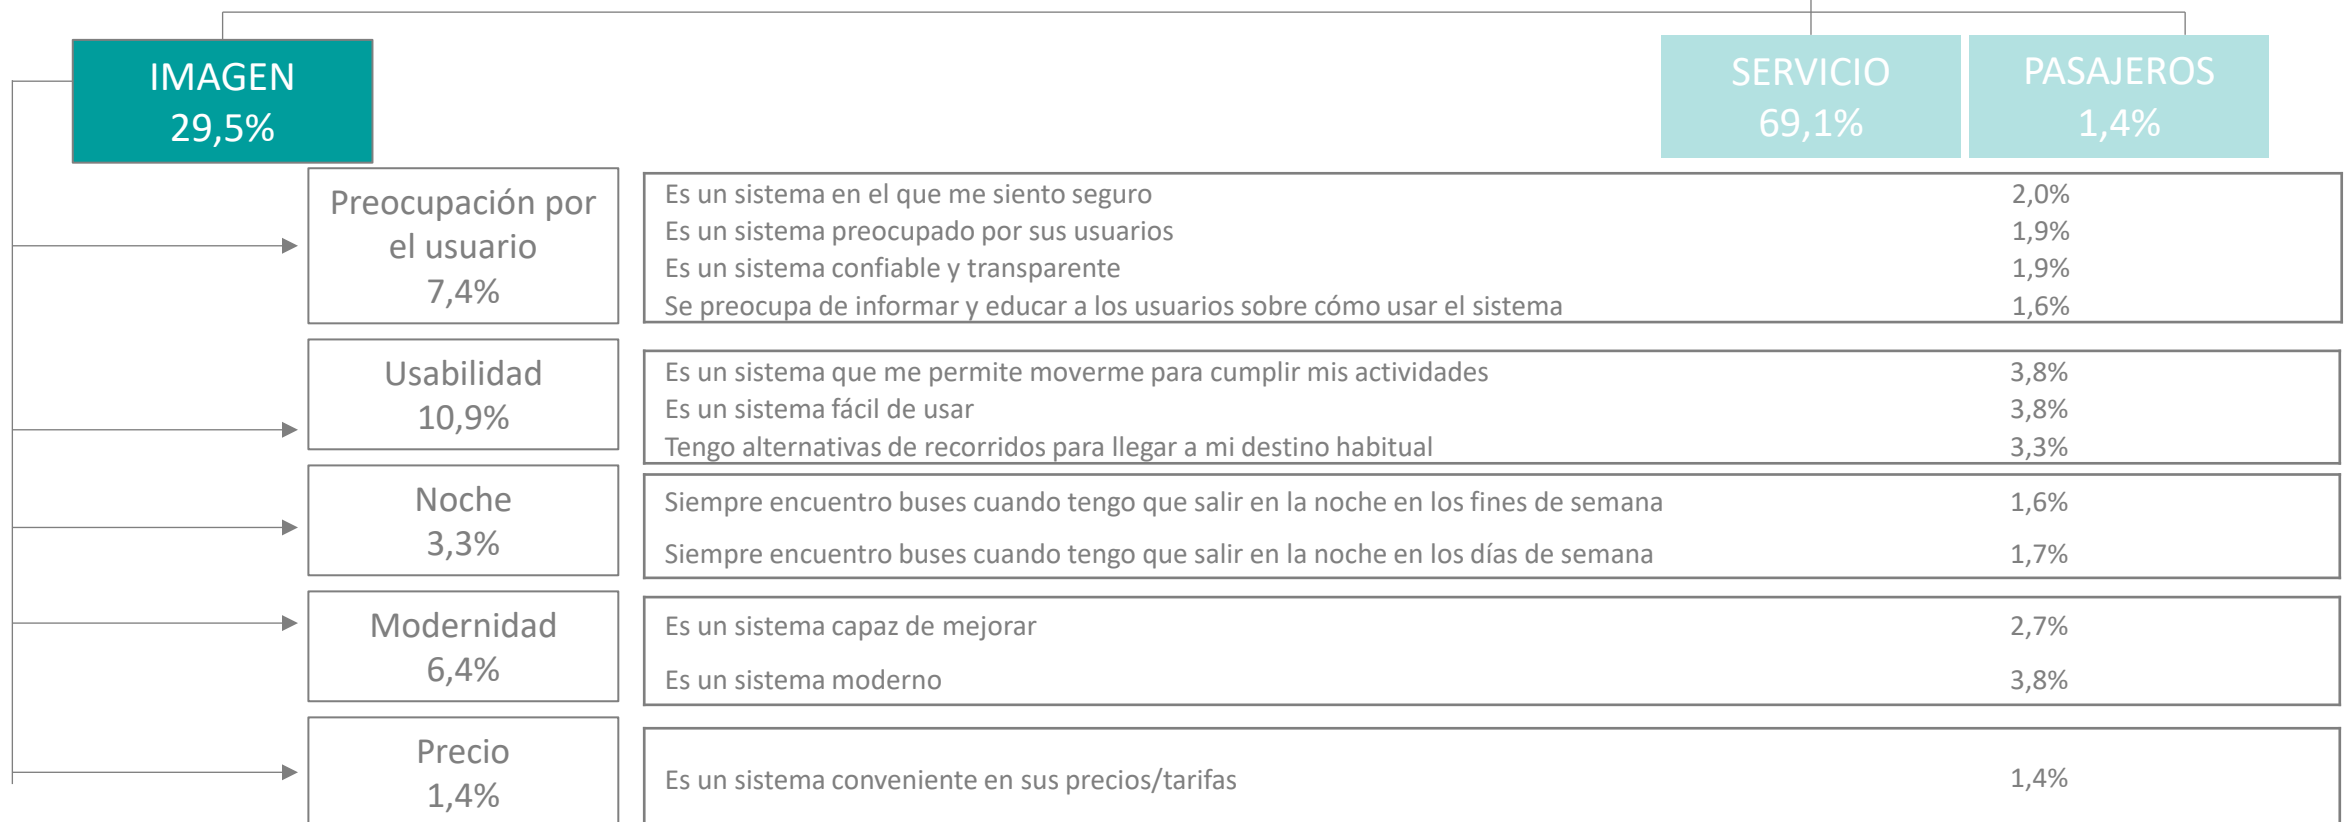 IMAGEN
29,5%
SERVICIO
69,1%
PASAJEROS
1,4%
Preocupación por
el usuario
7,4%
Es un sistema en el que me siento seguro 2,0%
Es un sistema preocupado por sus usuarios 1,9%
Es un sistema confiable y transparente 1,9%
Se preocupa de informar y educar a los usuarios sobre cómo usar el sistema 1,6%
Usabilidad
10,9%
Es un sistema que me permite moverme para cumplir mis actividades 3,8%
Es un sistema fácil de usar 3,8%
Tengo alternativas de recorridos para llegar a mi destino habitual 3,3%
Noche
3,3%
Siempre encuentro buses cuando tengo que salir en la noche en los fines de semana 1,6%
Siempre encuentro buses cuando tengo que salir en la noche en los días de semana 1,7%
Modernidad
6,4%
Es un sistema capaz de mejorar 2,7%
Es un sistema moderno 3,8%
Precio
1,4%
Es un sistema conveniente en sus precios/tarifas 1,4%